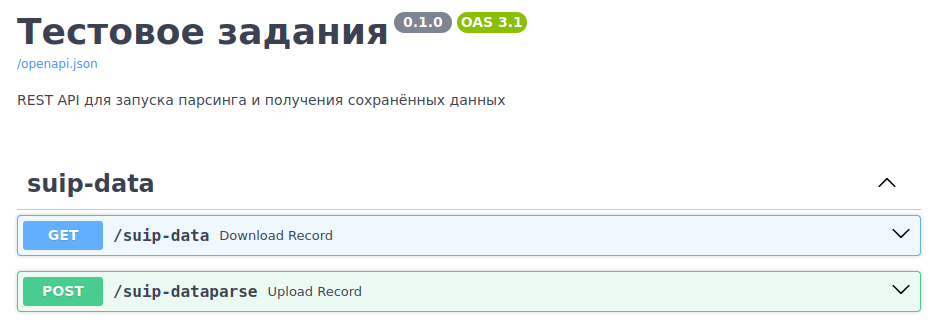 Тестовое задания 0.1.0 OAS 3.1
/openapi.json
REST API для запуска парсинга и получения сохранённых данных
suip-data
GET /suip-data Download Record
POST /suip-dataparse Upload Record